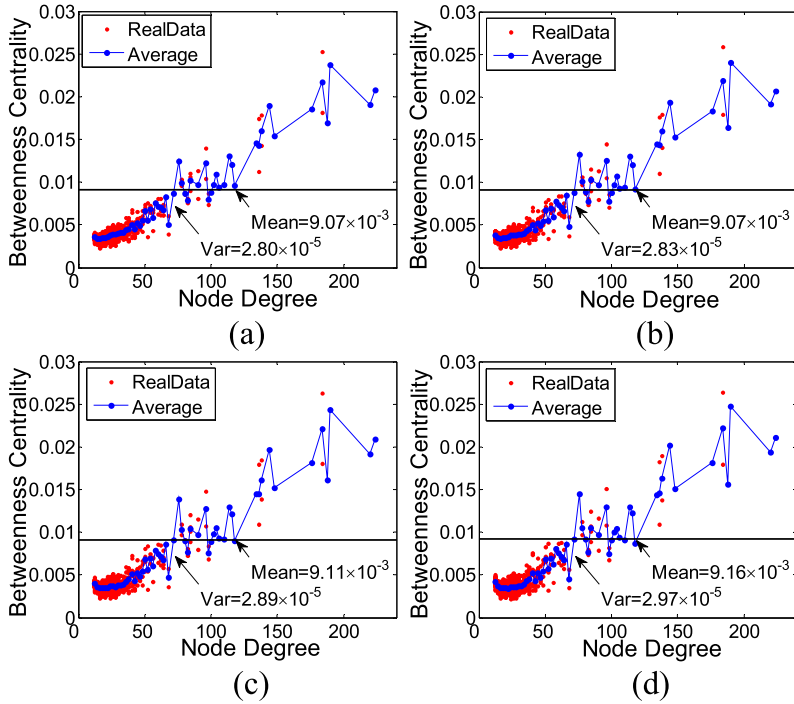 0.03
0.025
0.02
0.015
0.01
0.005
0
Betweenness Centrality
RealData
Average
Mean=9.07×10⁻³
Var=2.80×10⁻⁵
50 100 150 200
Node Degree
(a)
0.03
0.025
0.02
0.015
0.01
0.005
0
Betweenness Centrality
RealData
Average
Mean=9.07×10⁻³
Var=2.83×10⁻⁵
50 100 150 200
Node Degree
(b)
0.03
0.025
0.02
0.015
0.01
0.005
0
Betweenness Centrality
RealData
Average
Mean=9.11×10⁻³
Var=2.89×10⁻⁵
50 100 150 200
Node Degree
(c)
0.03
0.025
0.02
0.015
0.01
0.005
0
Betweenness Centrality
RealData
Average
Mean=9.16×10⁻³
Var=2.97×10⁻⁵
50 100 150 200
Node Degree
(d)